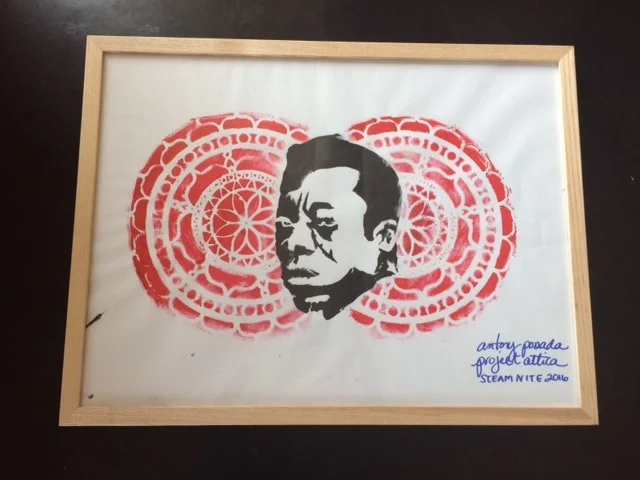 antony posada
project attica
STEAM NITE 2016